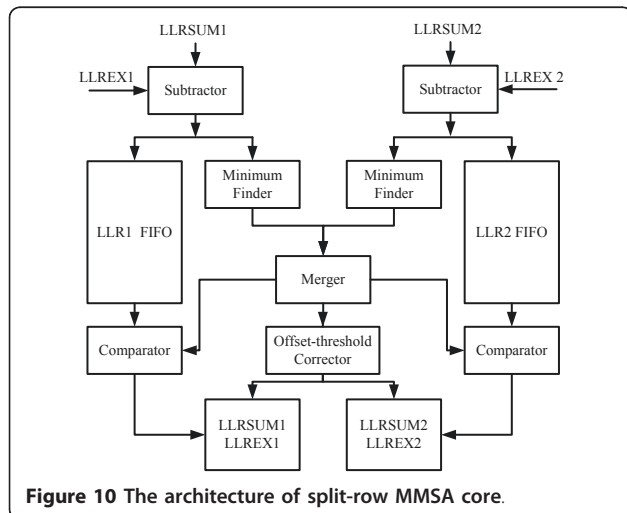 LLRSUM1
LLRSUM2
LLREX1
LLREX 2
Subtractor
Subtractor
LLR1 FIFO
Minimum
Finder
Minimum
Finder
LLR2 FIFO
Merger
Comparator
Offset-threshold
Corrector
Comparator
LLRSUM1
LLREX1
LLRSUM2
LLREX2
Figure 10 The architecture of split-row MMSA core.